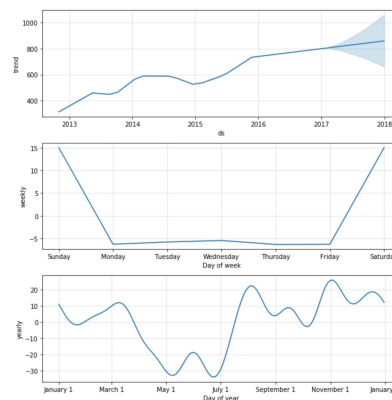 1000
800
600
400
trend
2013 2014 2015 2016 2017 2018
ds
15
10
5
0
−5
weekly
Sunday Monday Tuesday Wednesday Thursday Friday Saturda
Day of week
20
10
0
−10
−20
−30
yearly
January 1 March 1 May 1 July 1 September 1 November 1 January
Day of year